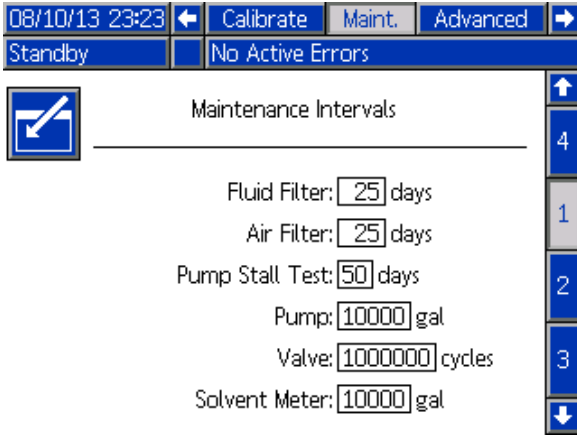 08/10/13 23:23 Calibrate Maint. Advanced
Standby No Active Errors
Maintenance Intervals
4
Fluid Filter: 25 days
1
Air Filter: 25 days
Pump Stall Test: 50 days
2
Pump: 10000 gal
Valve: 1000000 cycles
3
Solvent Meter: 10000 gal